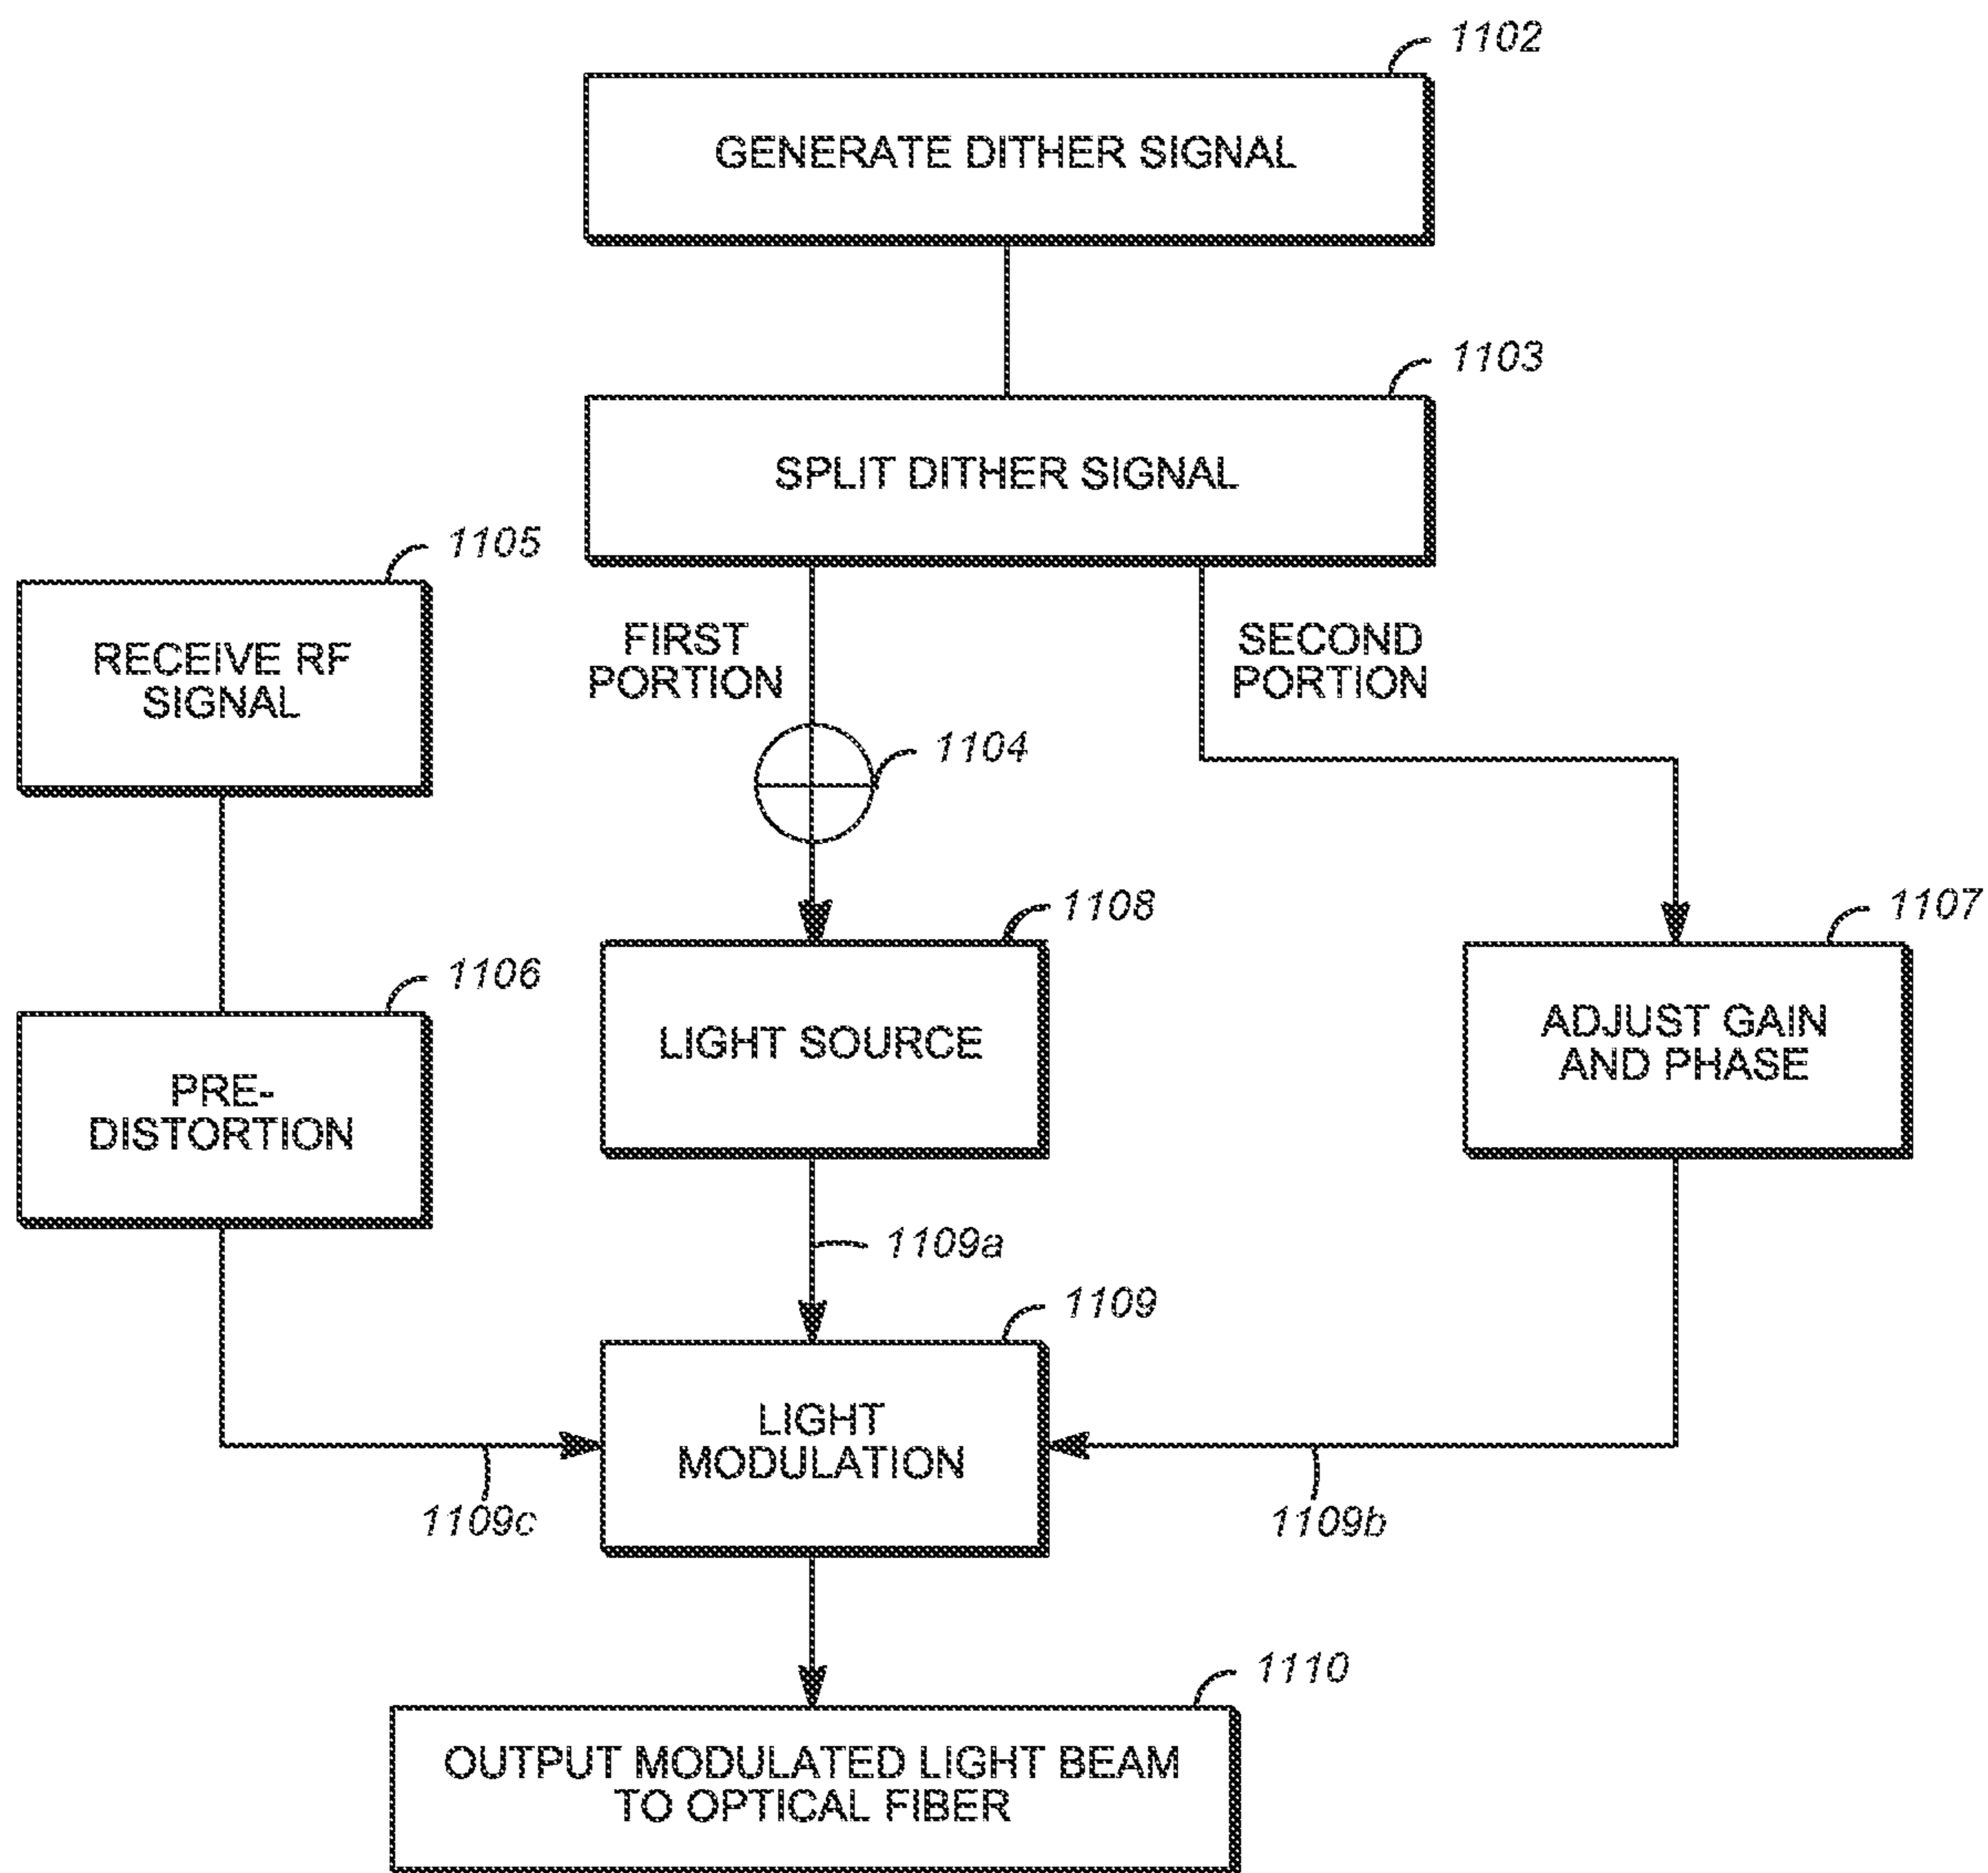 1102
GENERATE DITHER SIGNAL
1103
SPLIT DITHER SIGNAL
1105
RECEIVE RF
SIGNAL
FIRST
PORTION
SECOND
PORTION
1104
1108
1107
1106
LIGHT SOURCE
ADJUST GAIN
AND PHASE
PRE-
DISTORTION
1109a
1109
LIGHT
MODULATION
1109c
1109b
1110
OUTPUT MODULATED LIGHT BEAM
TO OPTICAL FIBER